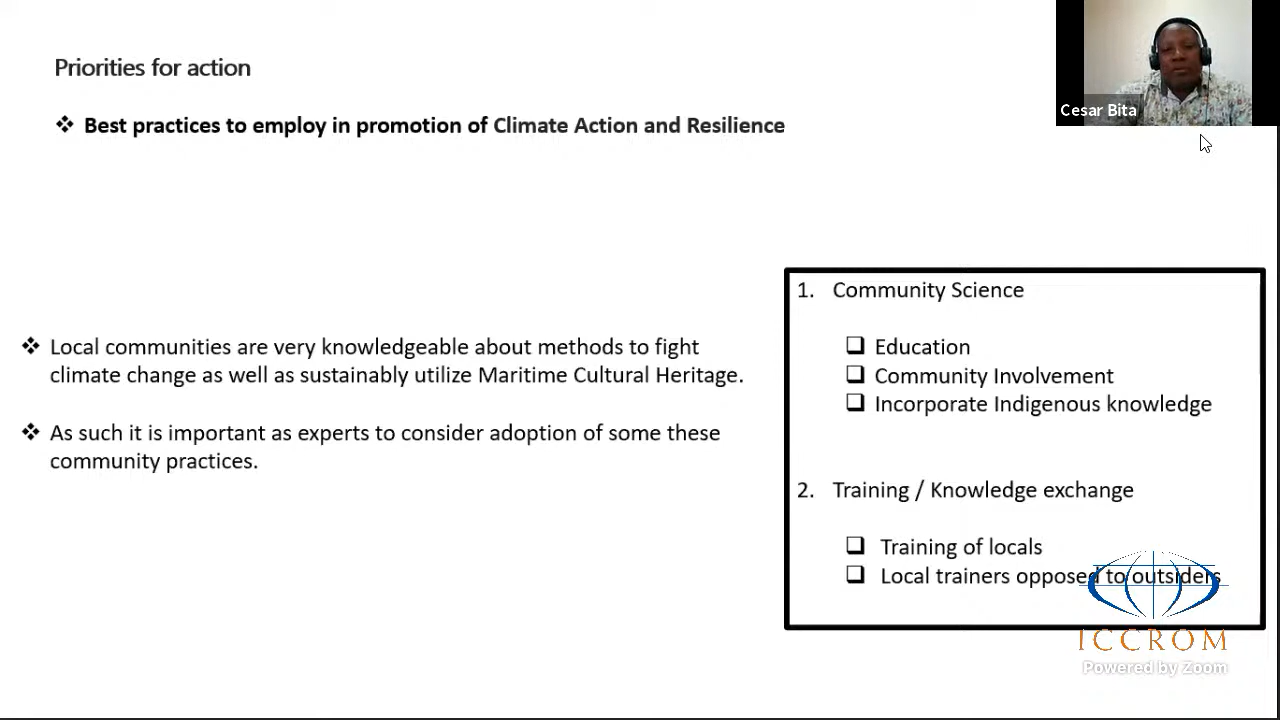 Priorities for action
Cesar Bita
❖ Best practices to employ in promotion of Climate Action and Resilience
❖ Local communities are very knowledgeable about methods to fight
climate change as well as sustainably utilize Maritime Cultural Heritage.
❖ As such it is important as experts to consider adoption of some these
community practices.
1. Community Science
❑ Education
❑ Community Involvement
❑ Incorporate Indigenous knowledge
2. Training / Knowledge exchange
❑ Training of locals
❑ Local trainers opposed to outsiders
ICCROM
Powered by Zoom